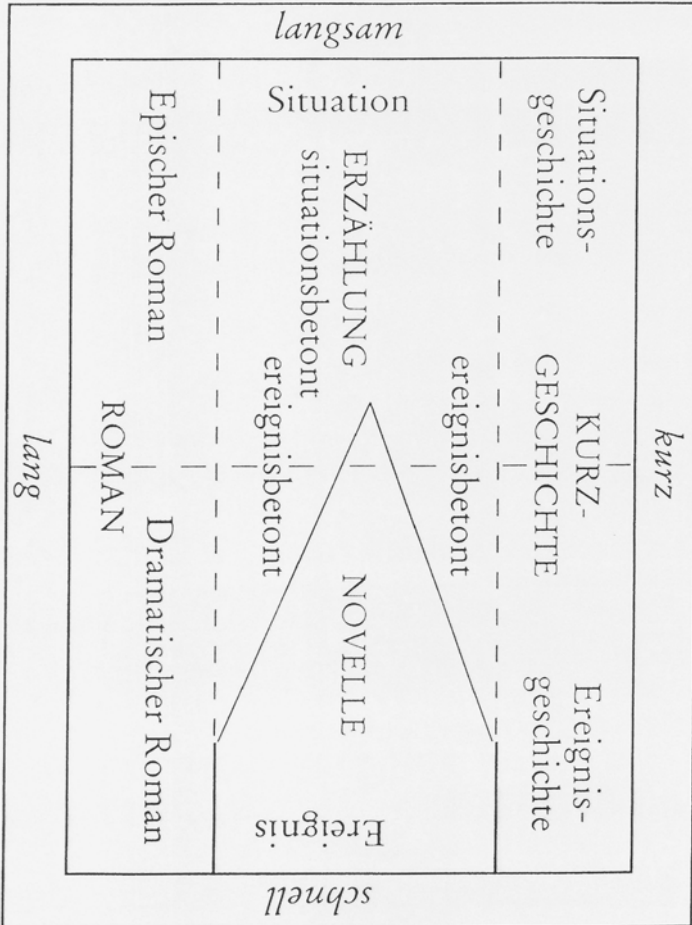 langsam
Situation
kurz
Situations-
geschichte
KURZ-
GESCHICHTE
Ereignis-
geschichte
ERZÄHLUNG
situationsbetont
ereignisbetont
ereignisbetont
NOVELLE
Epischer Roman
ROMAN
Dramatischer Roman
lang
Ereignis
schnell